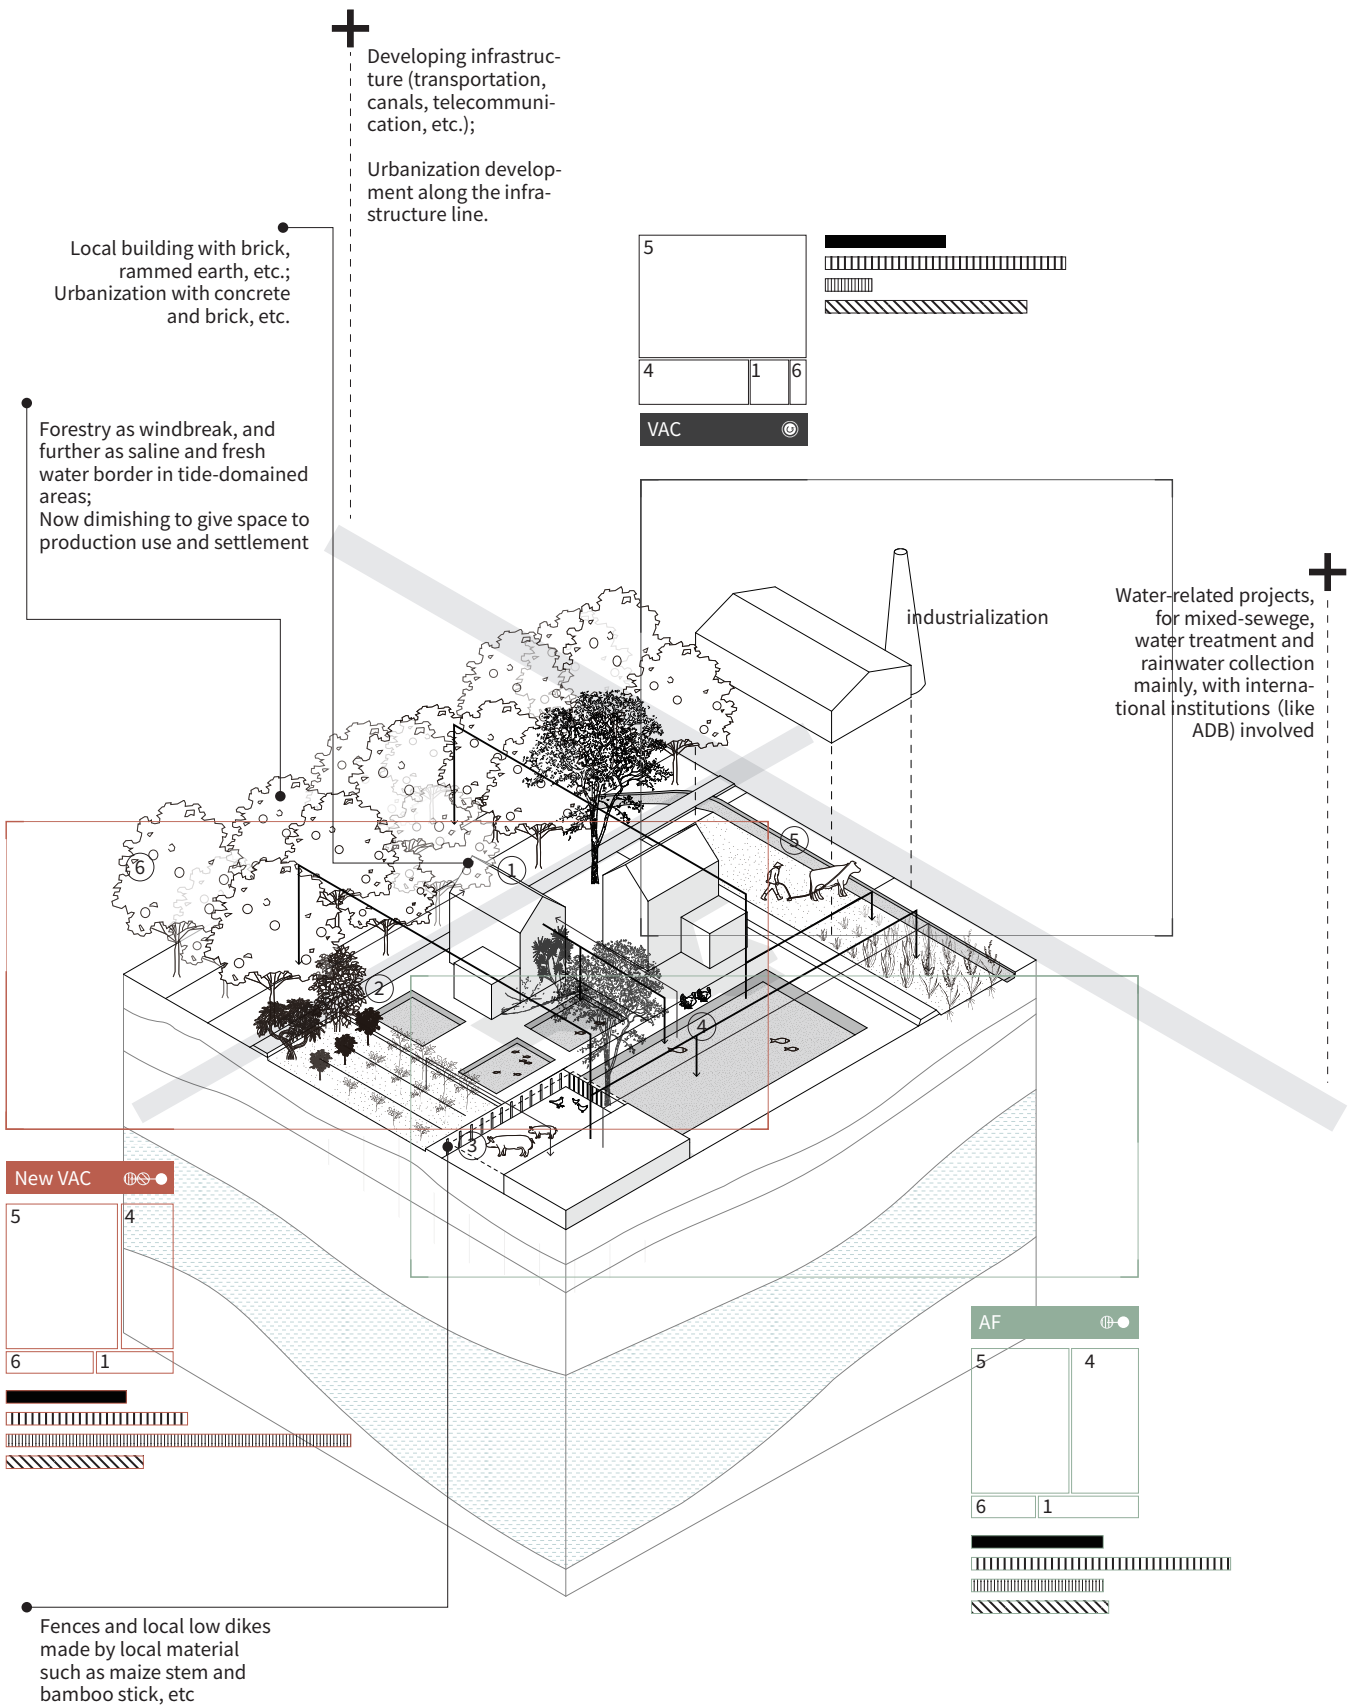 Developing infrastruc-
ture (transportation,
canals, telecommuni-
cation, etc.);
Urbanization develop-
ment along the infra-
structure line.
Local building with brick,
rammed earth, etc.;
Urbanization with concrete
and brick, etc.
5
4 1 6
VAC
Forestry as windbreak, and
further as saline and fresh
water border in tide-domained
areas;
Now dimishing to give space to
production use and settlement
industrialization
Water-related projects,
for mixed-sewege,
water treatment and
rainwater collection
mainly, with interna-
tional institutions (like
ADB) involved
5
6
1
2
4
3
New VAC
5 4
6 1
AF
5 4
6 1
Fences and local low dikes
made by local material
such as maize stem and
bamboo stick, etc